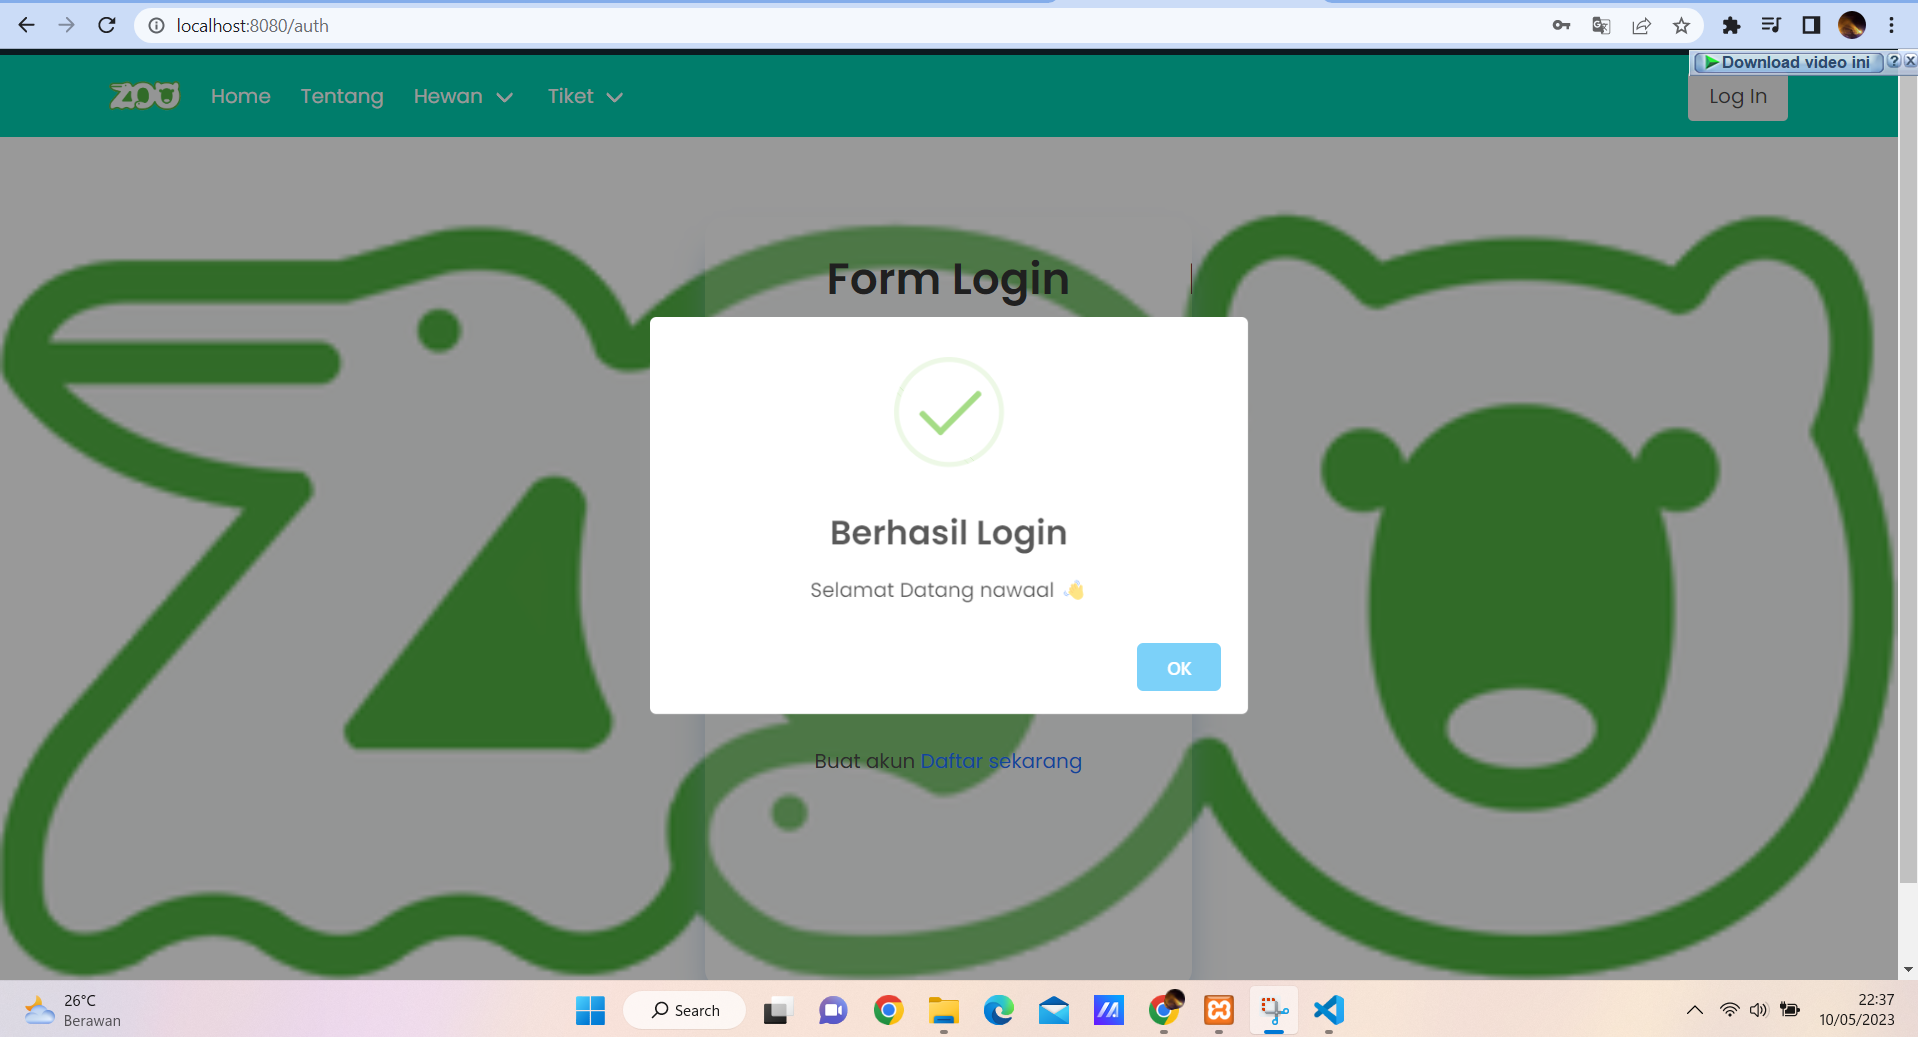 localhost:8080/auth
Download video ini ? X
ZOO Home Tentang Hewan Tiket Log In
Form Login
Berhasil Login
Selamat Datang nawaal 👋
OK
Buat akun Daftar sekarang
26°C
Berawan
Search
22:37
10/05/2023